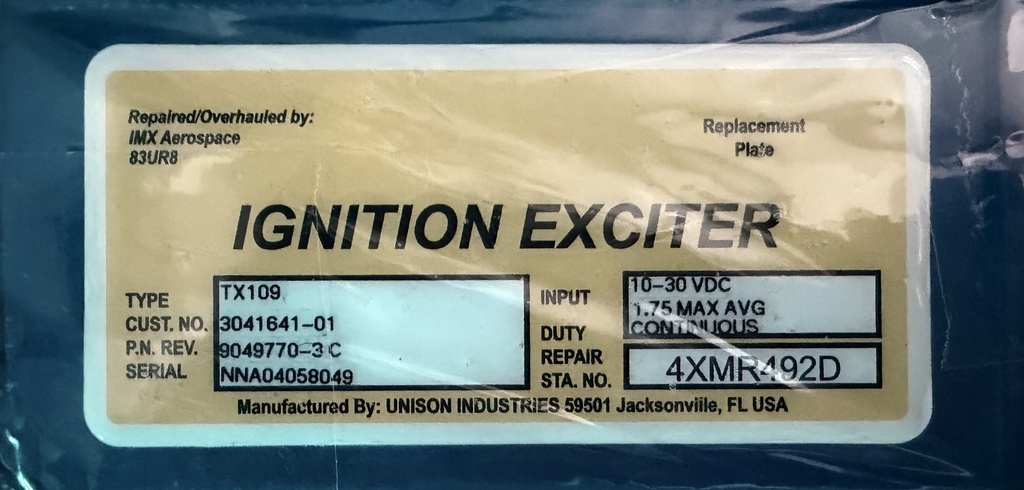 Repaired/Overhauled by:
IMX Aerospace
83UR8
Replacement
Plate
IGNITION EXCITER
TYPE TX109
CUST. NO. 3041641-01
P.N. REV. 9049770-3 C
SERIAL NNA04058049
INPUT 10-30 VDC
1.75 MAX AVG
DUTY CONTINUOUS
REPAIR
STA. NO. 4XMR492D
Manufactured By: UNISON INDUSTRIES 59501 Jacksonville, FL USA